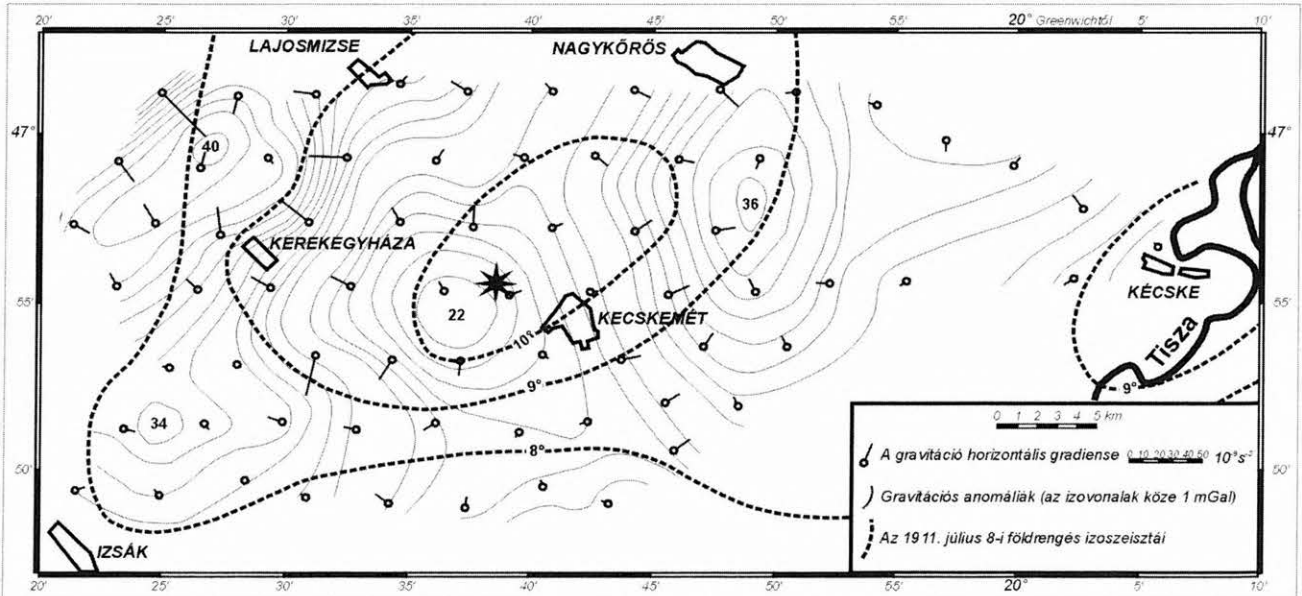 20' 25' 30' 35' 40' 45' 50' 55' 20° Greenwichtől 5' 10'
LAJOSMIZSE
NAGYKŐRÖS
47° 47°
40
36
KEREKEGYHÁZA
KÉCSKE
55' 55'
22
KECSKEMÉT
10°
Tisza
9°
9°
34
8°
50' 50'
0 1 2 3 4 5 km
A gravitáció horizontális gradiense 0 10 20 30 40 50 10⁻⁹s⁻²
Gravitációs anomáliák (az izovonalak köze 1 mGal)
Az 1911. július 8-i földrengés izoszeisztái
IZSÁK
20' 25' 30' 35' 40' 45' 50' 55' 20° 5' 10'